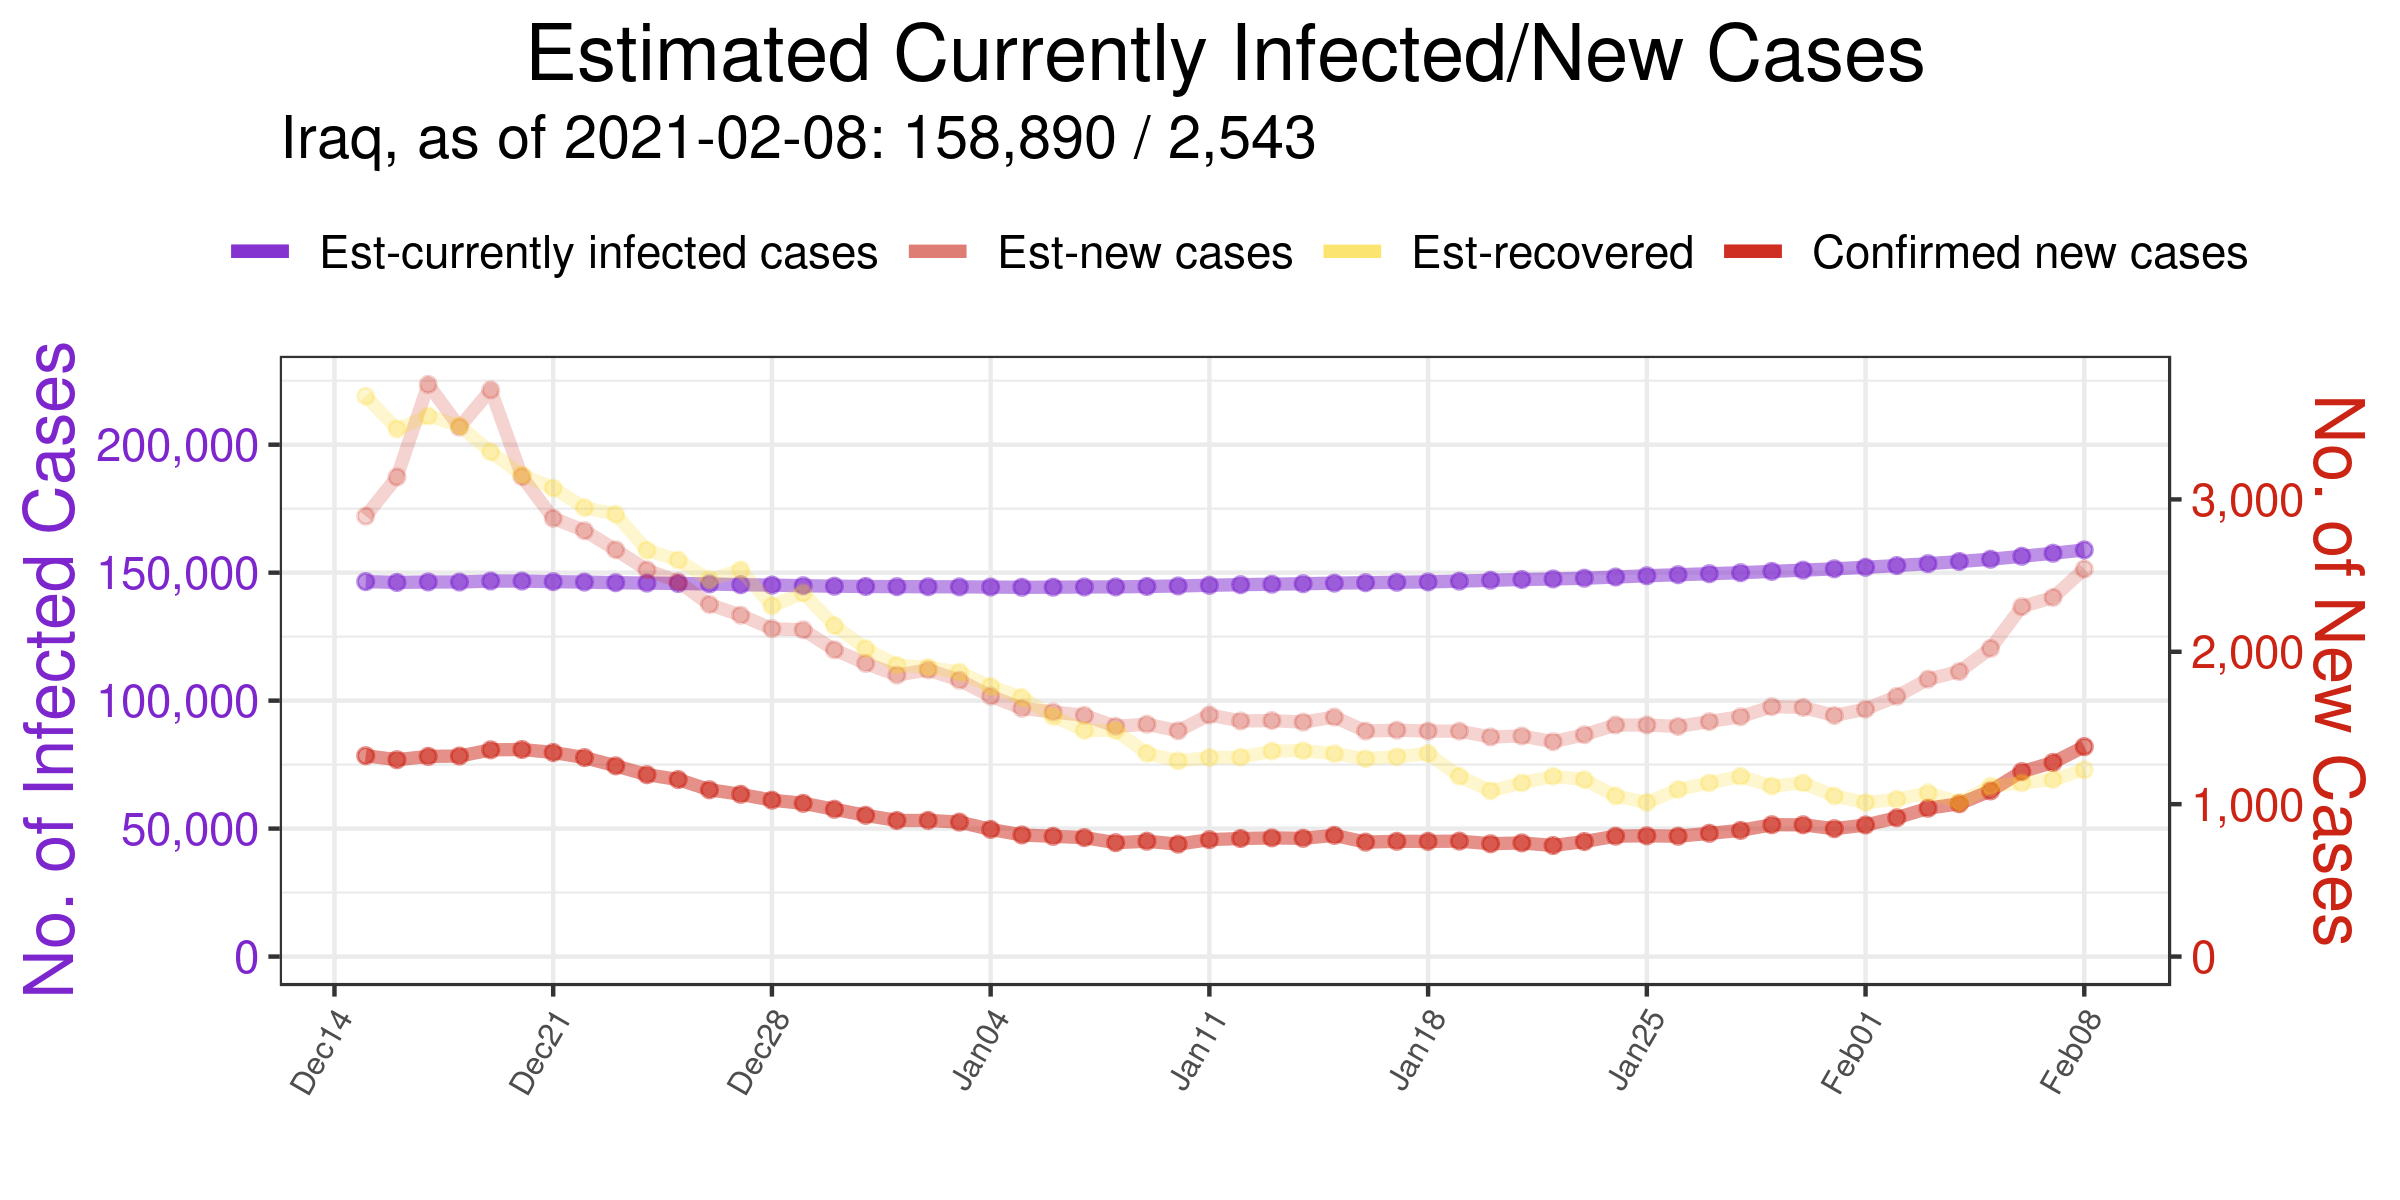 Estimated Currently Infected/New Cases
Iraq, as of 2021-02-08: 158,890 / 2,543
Est-currently infected cases Est-new cases Est-recovered Confirmed new cases
No. of Infected Cases
200,000
150,000
100,000
50,000
0
3,000
2,000
1,000
0
No. of New Cases
Dec14 Dec21 Dec28 Jan04 Jan11 Jan18 Jan25 Feb01 Feb08